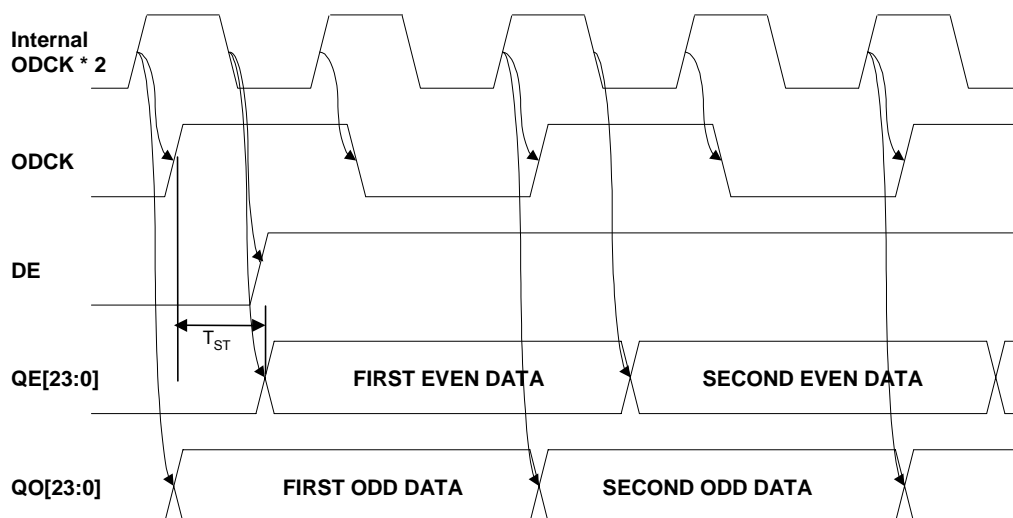 Internal
ODCK * 2
ODCK
DE
T_ST
QE[23:0]
FIRST EVEN DATA
SECOND EVEN DATA
QO[23:0]
FIRST ODD DATA
SECOND ODD DATA